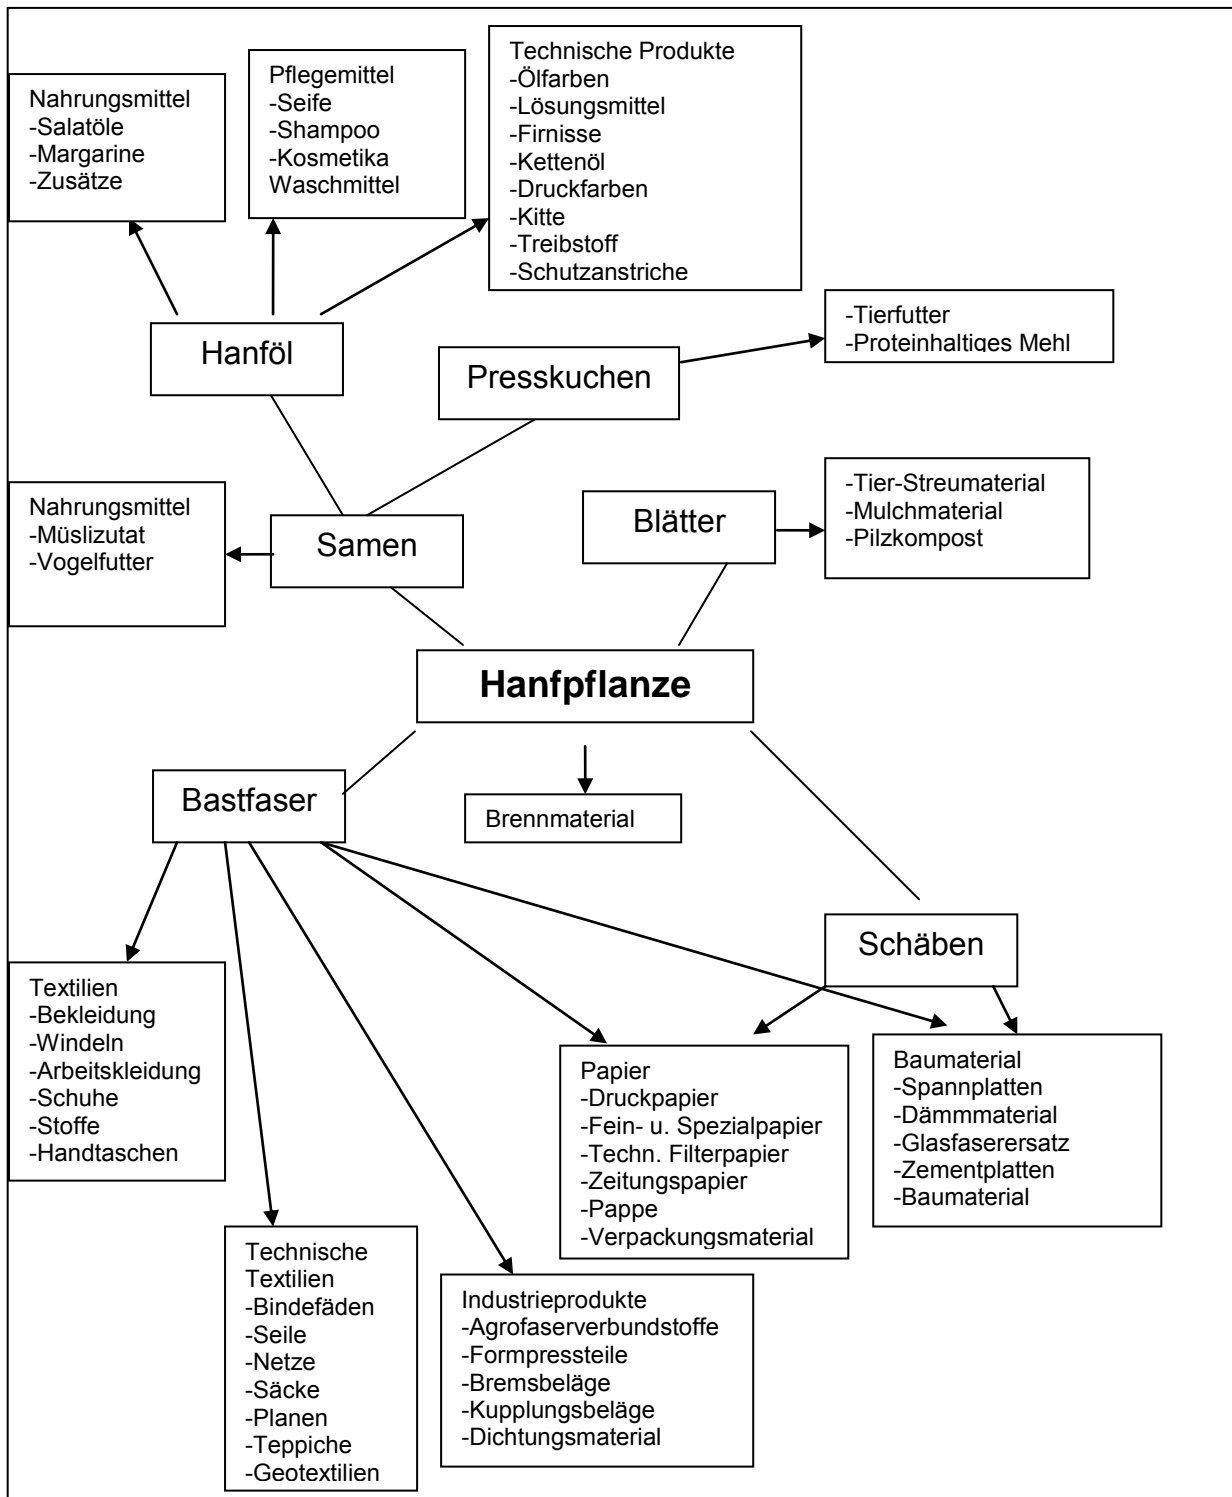 Technische Produkte
-Ölfarben
-Lösungsmittel
-Firnisse
-Kettenöl
-Druckfarben
-Kitte
-Treibstoff
-Schutzanstriche
Pflegemittel
-Seife
-Shampoo
-Kosmetika
Waschmittel
Nahrungsmittel
-Salatöle
-Margarine
-Zusätze
Hanföl
Presskuchen
-Tierfutter
-Proteinhaltiges Mehl
Nahrungsmittel
-Müslizutat
-Vogelfutter
Samen
Blätter
-Tier-Streumaterial
-Mulchmaterial
-Pilzkompost
Hanfpflanze
Bastfaser
Brennmaterial
Schäben
Textilien
-Bekleidung
-Windeln
-Arbeitskleidung
-Schuhe
-Stoffe
-Handtaschen
Papier
-Druckpapier
-Fein- u. Spezialpapier
-Techn. Filterpapier
-Zeitungspapier
-Pappe
-Verpackungsmaterial
Baumaterial
-Spannplatten
-Dämmmaterial
-Glasfaserersatz
-Zementplatten
-Baumaterial
Technische
Textilien
-Bindefäden
-Seile
-Netze
-Säcke
-Planen
-Teppiche
-Geotextilien
Industrieprodukte
-Agrofaserverbundstoffe
-Formpressteile
-Bremsbeläge
-Kupplungsbeläge
-Dichtungsmaterial